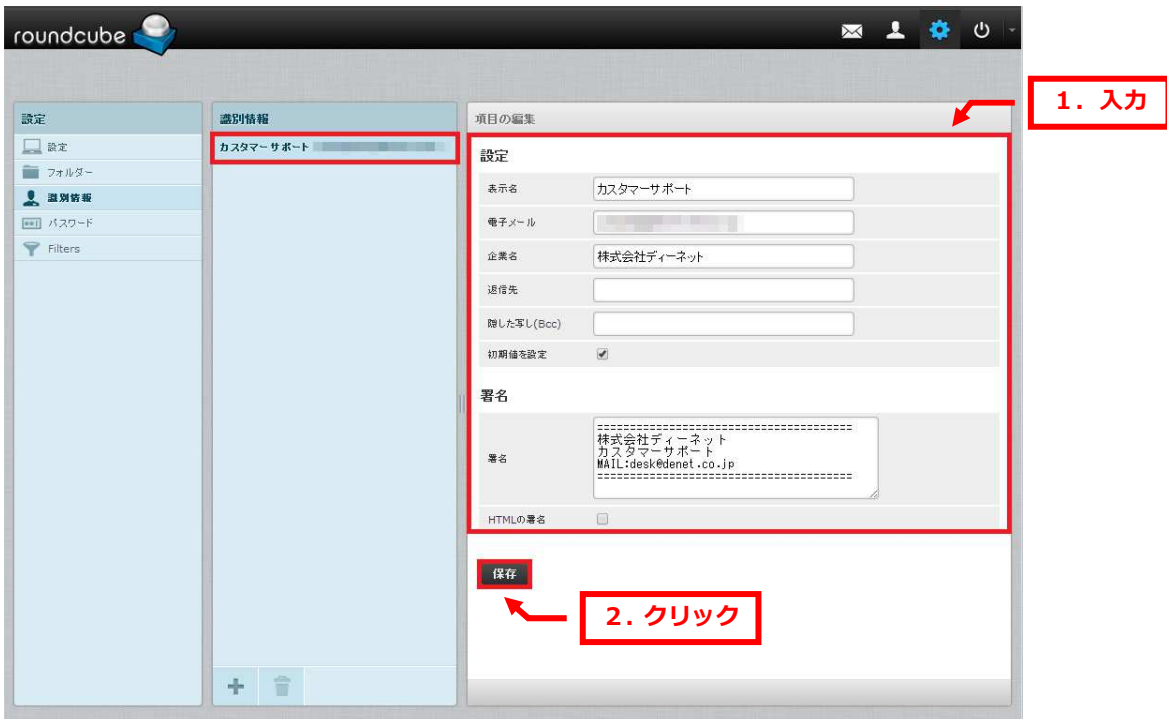 roundcube
1．入力
設定
設定
フォルダー
識別情報
パスワード
Filters
識別情報
カスタマーサポート
項目の編集
設定
表示名
カスタマーサポート
電子メール
企業名
株式会社ディーネット
返信先
隠した写し(Bcc)
初期値を設定
署名
署名
=======================================
株式会社ディーネット
カスタマーサポート
MAIL:desk@denet.co.jp
=======================================
HTMLの署名
保存
2．クリック